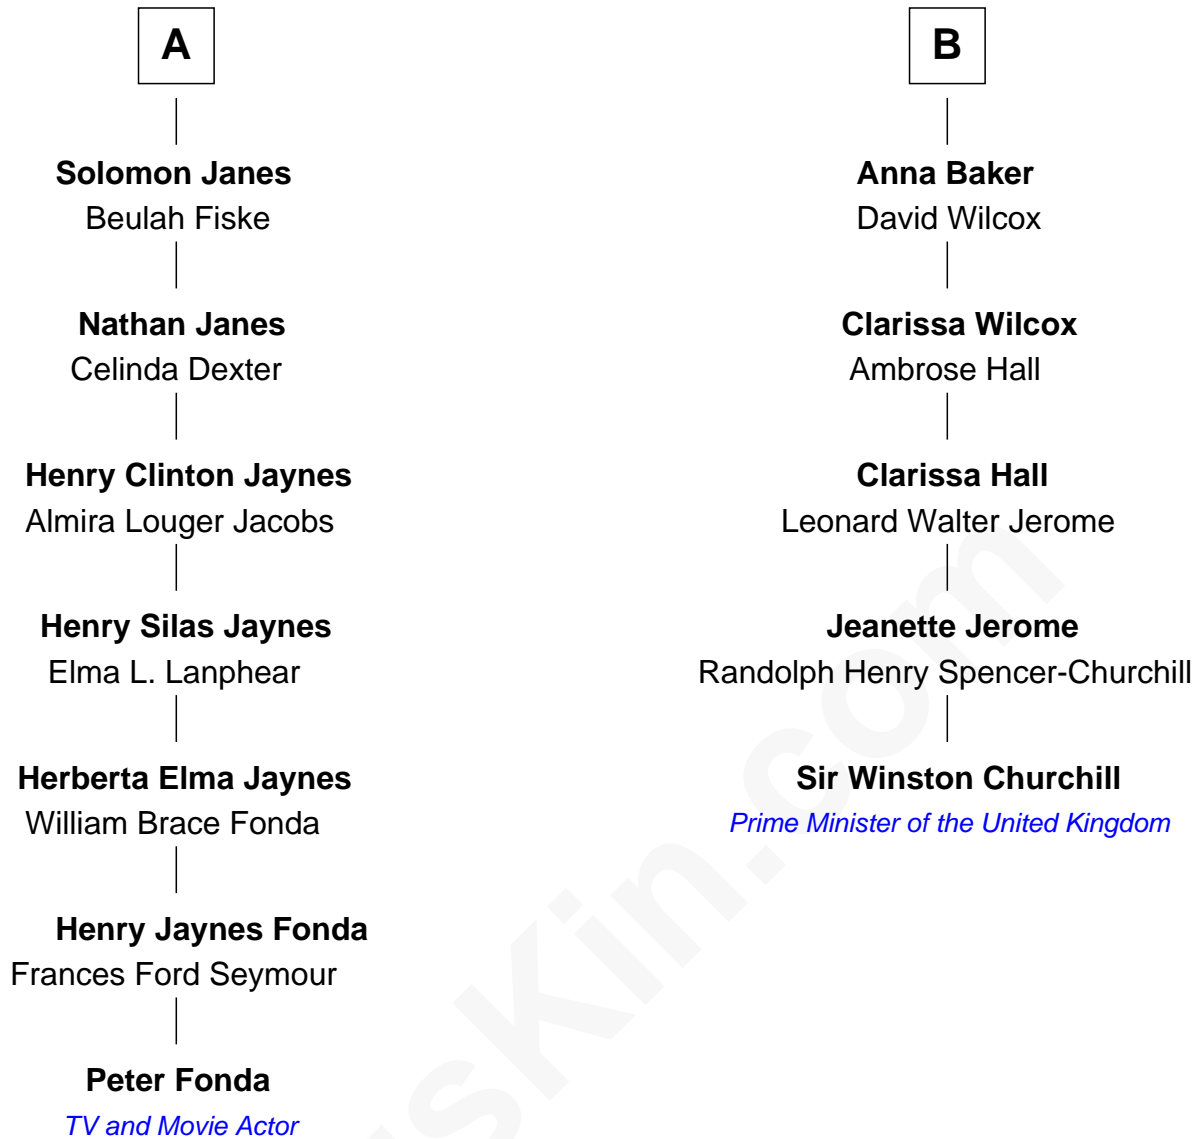 A
Solomon Janes
Beulah Fiske
Nathan Janes
Celinda Dexter
Henry Clinton Jaynes
Almira Louger Jacobs
Henry Silas Jaynes
Elma L. Lanphear
Herberta Elma Jaynes
William Brace Fonda
Henry Jaynes Fonda
Frances Ford Seymour
Peter Fonda
TV and Movie Actor
B
Anna Baker
David Wilcox
Clarissa Wilcox
Ambrose Hall
Clarissa Hall
Leonard Walter Jerome
Jeanette Jerome
Randolph Henry Spencer-Churchill
Sir Winston Churchill
Prime Minister of the United Kingdom
sKin.com